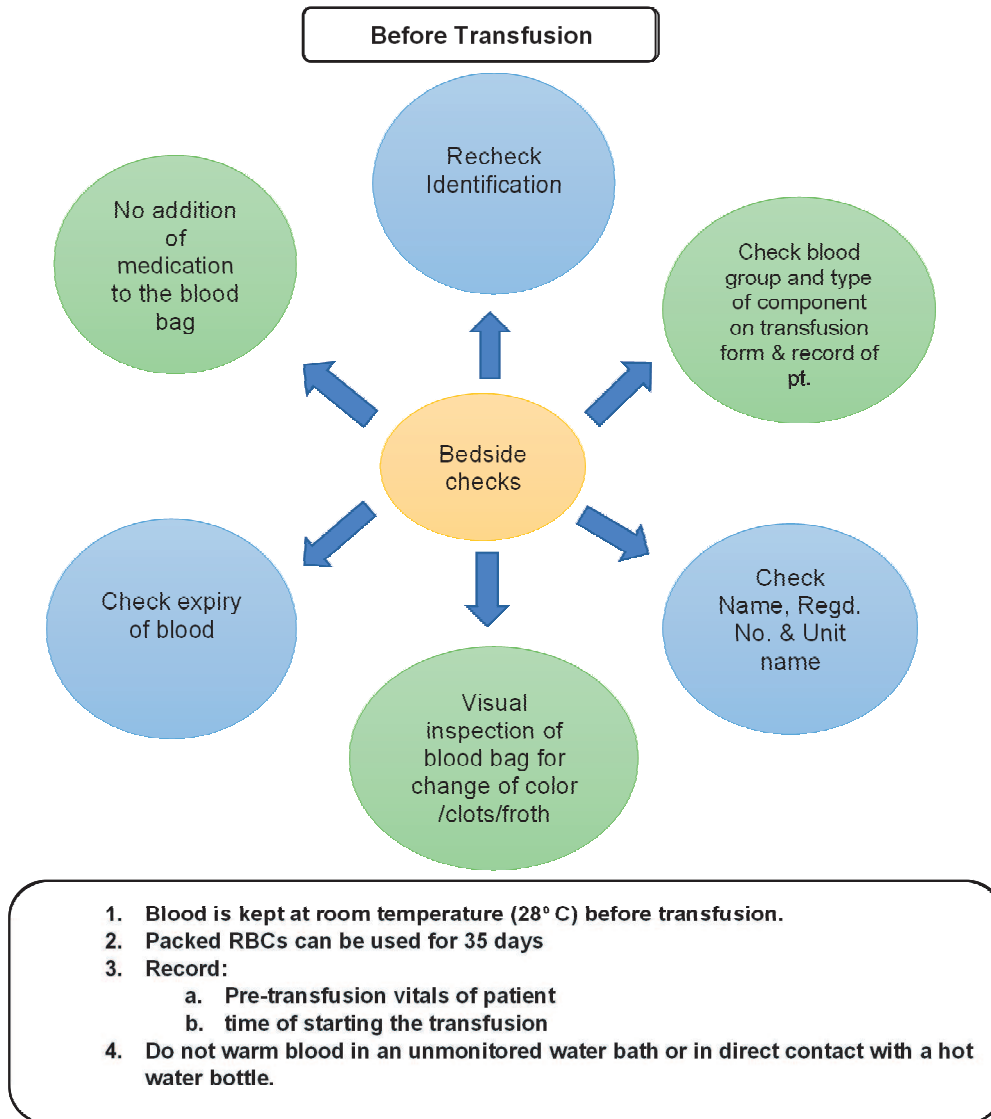 Before Transfusion
Recheck
Identification
No addition
of
medication
to the blood
bag
Check blood
group and type
of component
on transfusion
form & record of
pt.
Bedside
checks
Check expiry
of blood
Check
Name, Regd.
No. & Unit
name
Visual
inspection of
blood bag for
change of color
/clots/froth
1. Blood is kept at room temperature (28º C) before transfusion.
2. Packed RBCs can be used for 35 days
3. Record:
a. Pre-transfusion vitals of patient
b. time of starting the transfusion
4. Do not warm blood in an unmonitored water bath or in direct contact with a hot
water bottle.